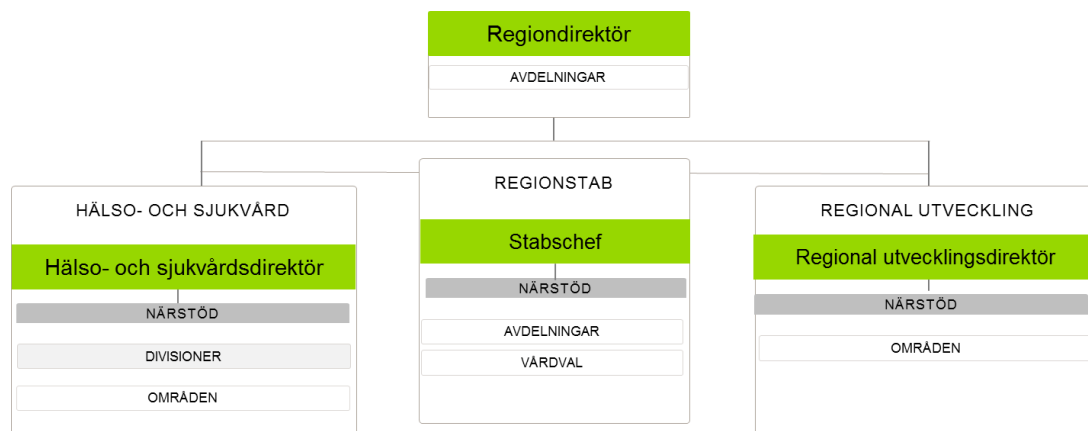 Regiondirektör
AVDELNINGAR
HÄLSO- OCH SJUKVÅRD
Hälso- och sjukvårdsdirektör
NÄRSTÖD
DIVISIONER
OMRÅDEN
REGIONSTAB
Stabschef
NÄRSTÖD
AVDELNINGAR
VÅRDVAL
REGIONAL UTVECKLING
Regional utvecklingsdirektör
NÄRSTÖD
OMRÅDEN